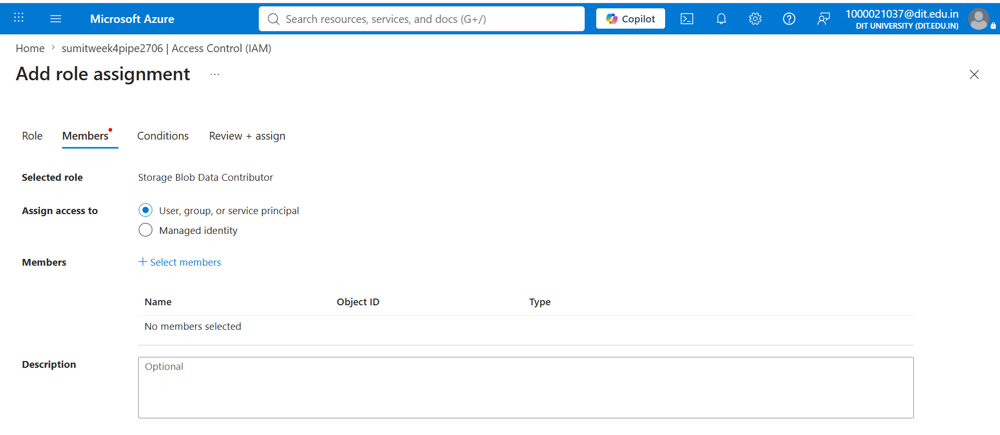 Microsoft Azure
Search resources, services, and docs (G+/)
Copilot
1000021037@dit.edu.in
DIT UNIVERSITY (DIT.EDU.IN)
Home > sumitweek4pipe2706 | Access Control (IAM)
Add role assignment ...
Role Members Conditions Review + assign
Selected role Storage Blob Data Contributor
Assign access to User, group, or service principal
Managed identity
Members + Select members
Name Object ID Type
No members selected
Description Optional